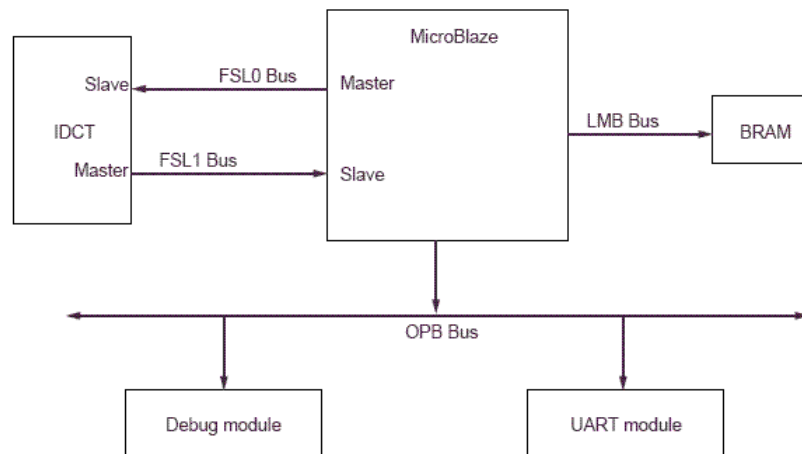 MicroBlaze
FSL0 Bus
Slave
Master
LMB Bus
IDCT
BRAM
FSL1 Bus
Master
Slave
OPB Bus
Debug module
UART module